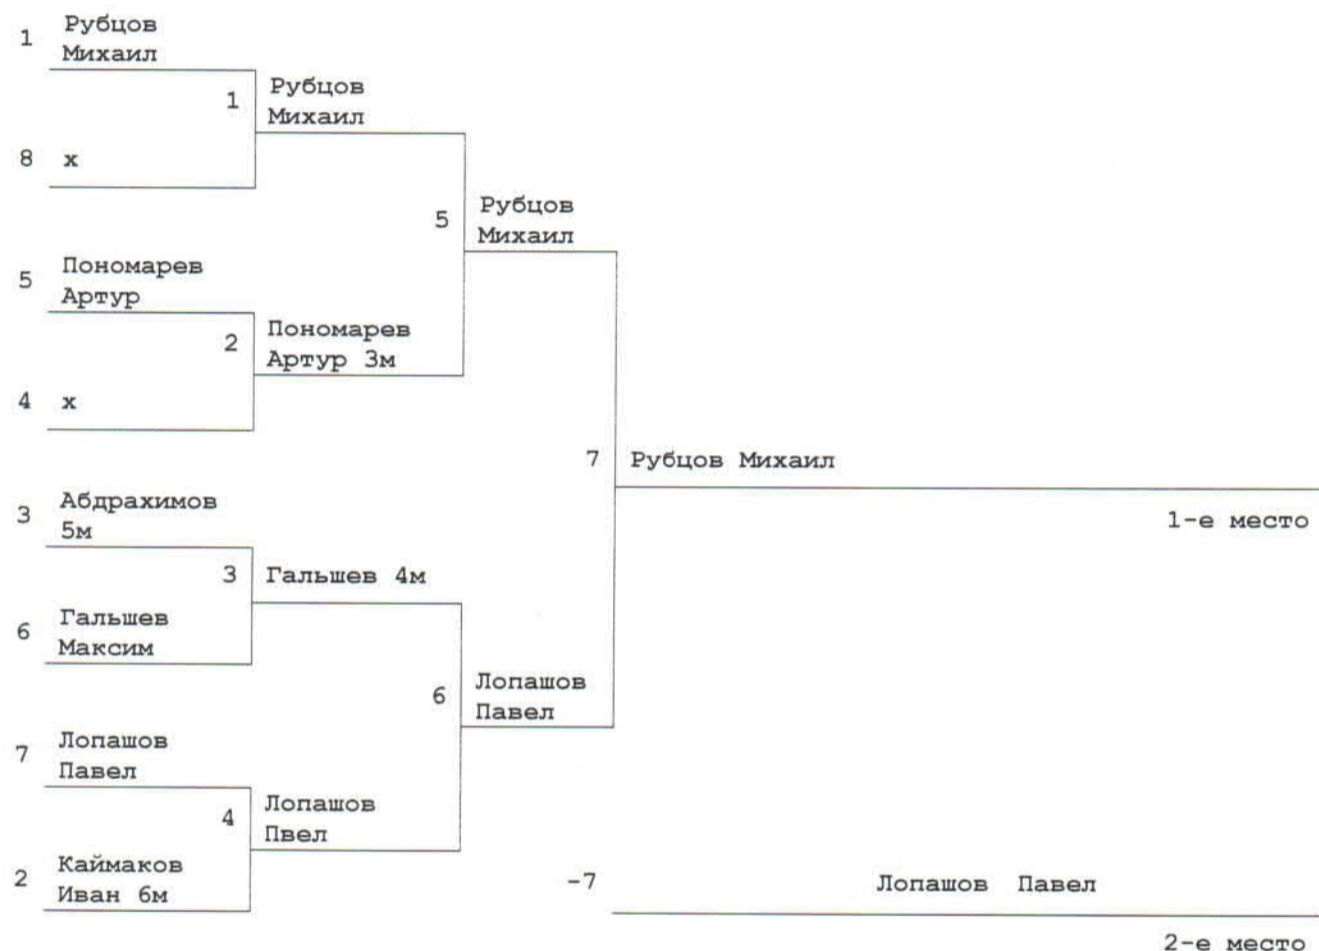 1 Рубцов
Михаил
1 Рубцов
Михаил
8 х
5 Рубцов
Михаил
5 Пономарев
Артур
2 Пономарев
Артур 3м
4 х
7 Рубцов Михаил
1-е место
3 Абдрахимов
5м
3 Гальшев 4м
6 Гальшев
Максим
6 Лопашов
Павел
7 Лопашов
Павел
4 Лопашов
Пвел
2 Каймаков
Иван 6м
-7 Лопашов Павел
2-е место